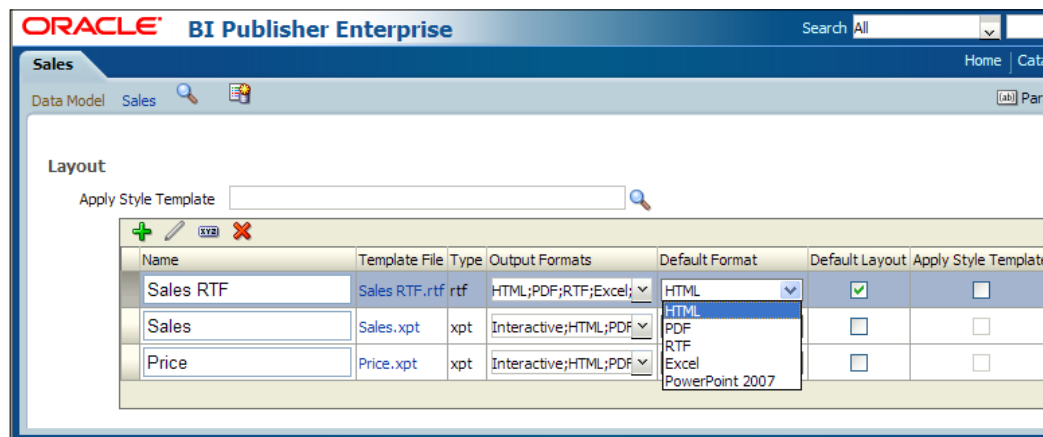 ORACLE BI Publisher Enterprise Search All
Sales Home Cata
Data Model Sales (ab) Par
Layout
Apply Style Template
XYZ
Name Template File Type Output Formats Default Format Default Layout Apply Style Template
Sales RTF Sales RTF.rtf rtf HTML;PDF;RTF;Excel; HTML
HTML
Sales Sales.xpt xpt Interactive;HTML;PDF PDF
RTF
Price Price.xpt xpt Interactive;HTML;PDF Excel
PowerPoint 2007